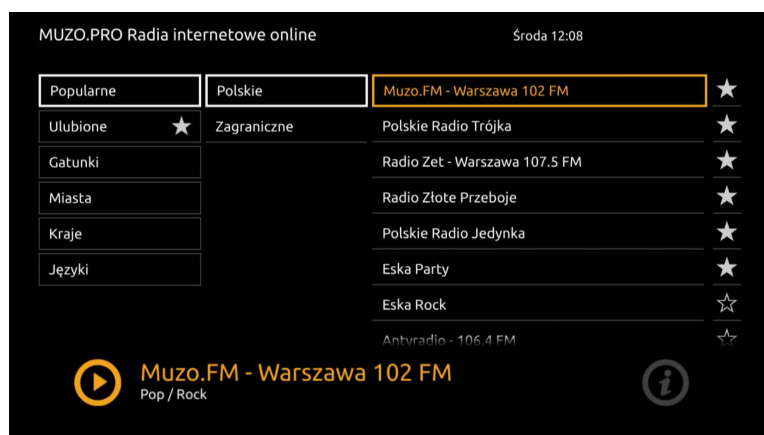 MUZO.PRO Radia internetowe online
Środa 12:08
Popularne
Ulubione
Gatunki
Miasta
Kraje
Języki
Polskie
Zagraniczne
Muzo.FM - Warszawa 102 FM
Polskie Radio Trójka
Radio Zet - Warszawa 107.5 FM
Radio Złote Przeboje
Polskie Radio Jedynka
Eska Party
Eska Rock
Antyradio - 106.4 FM
Muzo.FM - Warszawa 102 FM
Pop / Rock
i